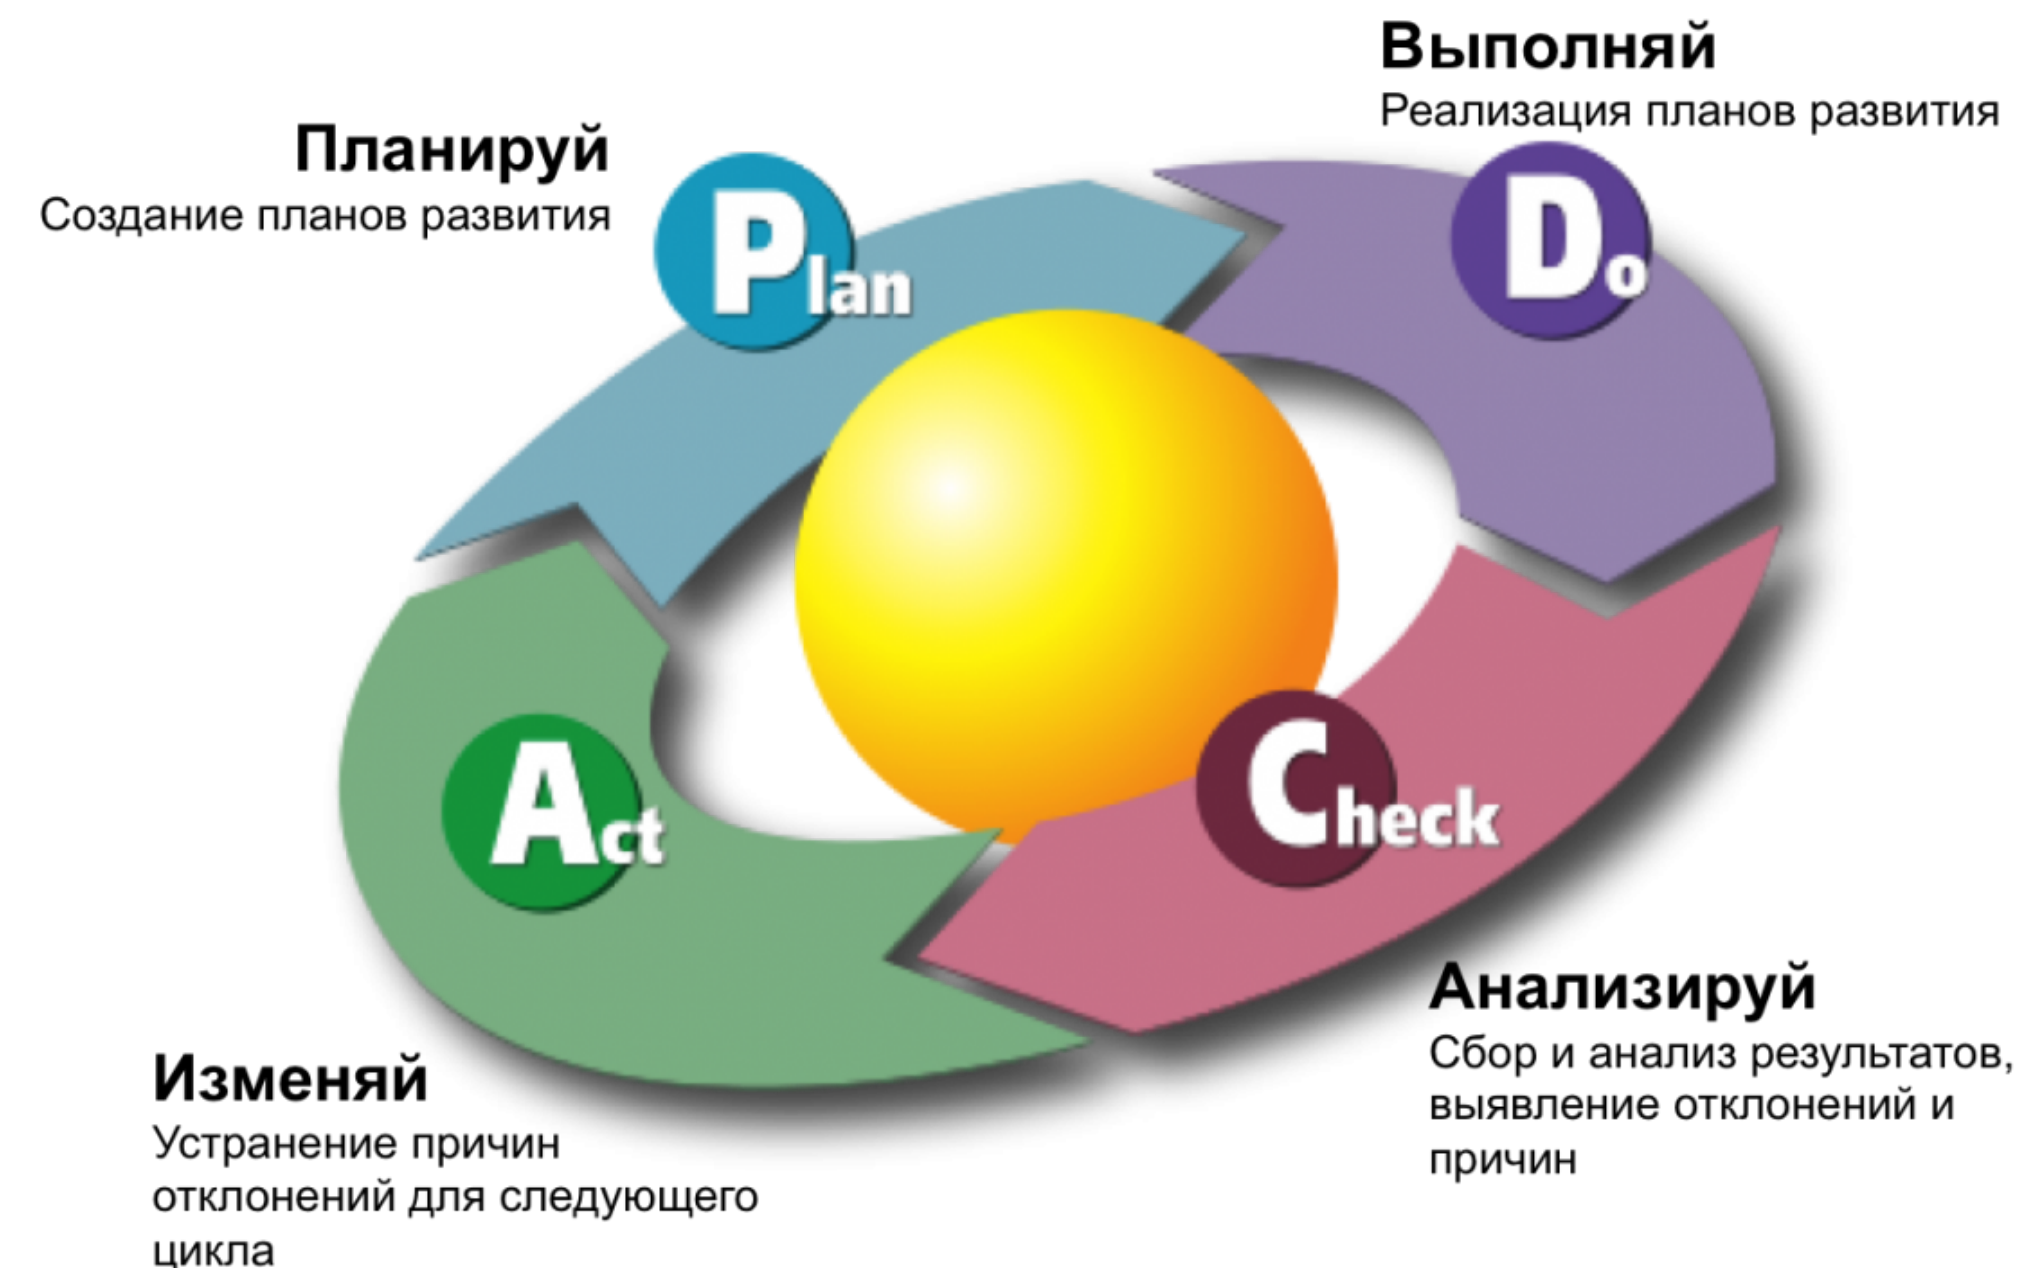 Выполняй
Реализация планов развития
Планируй
Создание планов развития
Plan
Do
Act
Check
Анализируй
Сбор и анализ результатов,
выявление отклонений и
причин
Изменяй
Устранение причин
отклонений для следующего
цикла